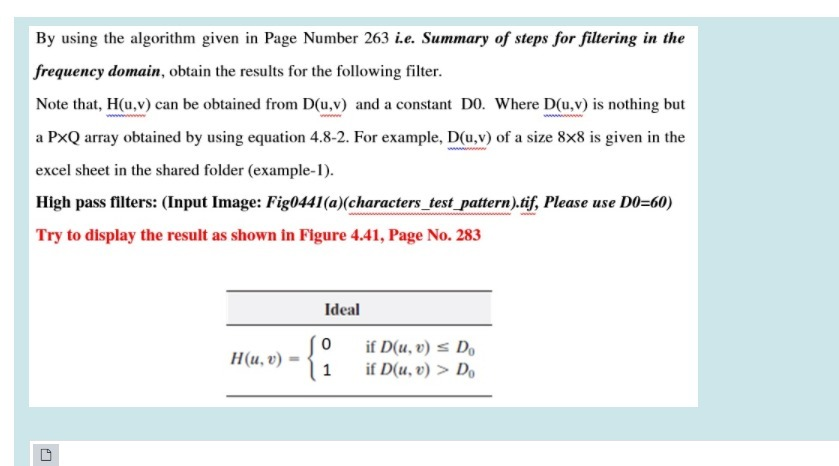 By using the algorithm given in Page Number 263 i.e. Summary of steps for filtering in the
frequency domain, obtain the results for the following filter.
Note that, H(u,v) can be obtained from D(u,v) and a constant D0. Where D(u,v) is nothing but
a P×Q array obtained by using equation 4.8-2. For example, D(u,v) of a size 8×8 is given in the
excel sheet in the shared folder (example-1).
High pass filters: (Input Image: Fig0441(a)(characters_test_pattern).tif, Please use D0=60)
Try to display the result as shown in Figure 4.41, Page No. 283
Ideal
H(u, v) = { 0 if D(u, v) ≤ D₀
1 if D(u, v) > D₀